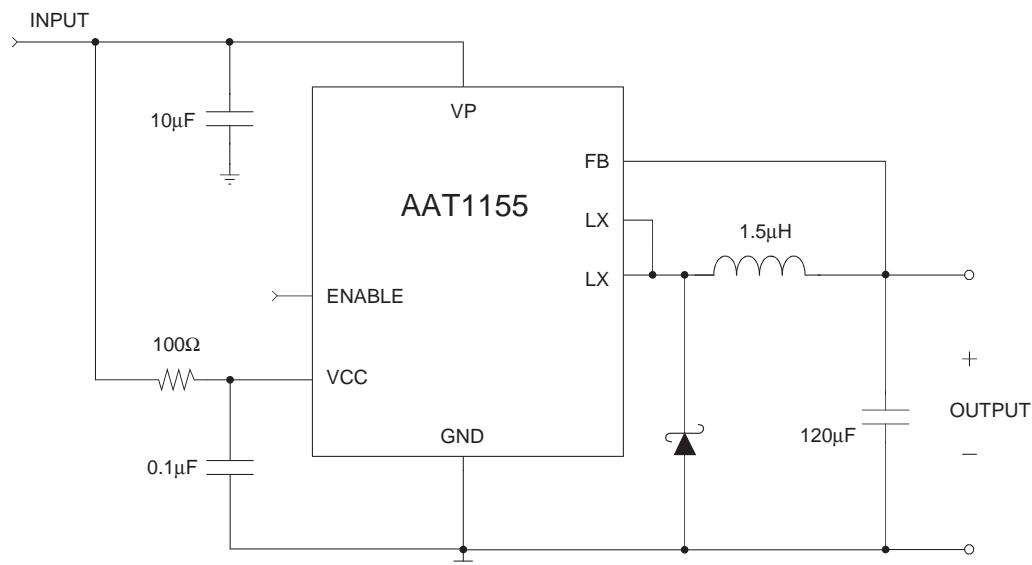 INPUT
10μF
VP
FB
AAT1155
LX
1.5μH
LX
ENABLE
100Ω
VCC
+
OUTPUT
120μF
GND
−
0.1μF